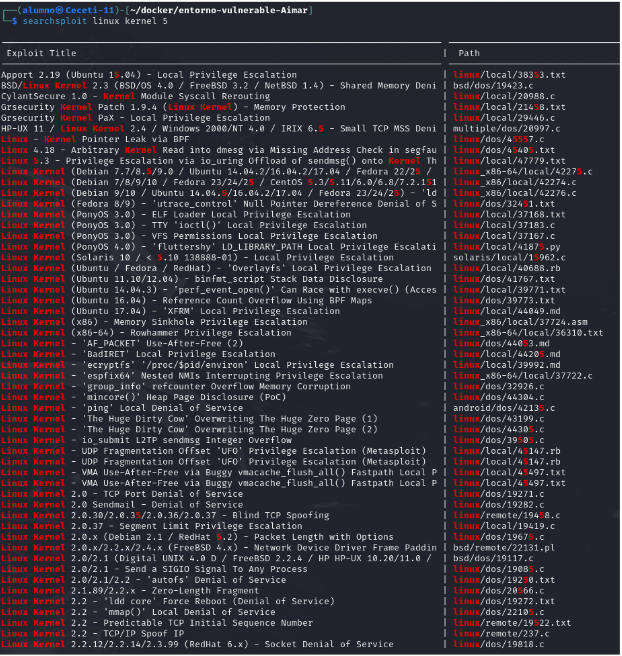 (alumno㉿Ceceti-11)-[~/docker/entorno-vulnerable-Aimar]
$ searchsploit linux kernel 5
Exploit Title | Path
Apport 2.19 (Ubuntu 15.04) - Local Privilege Escalation | linux/local/38353.txt
BSD/Linux Kernel 2.3 (BSD/OS 4.0 / FreeBSD 3.2 / NetBSD 1.4) - Shared Memory Deni | bsd/dos/19423.c
CylantSecure 1.0 - Kernel Module Syscall Rerouting | linux/local/20988.c
Grsecurity Kernel Patch 1.9.4 (Linux Kernel) - Memory Protection | linux/local/21458.txt
Grsecurity Kernel PaX - Local Privilege Escalation | linux/local/29446.c
HP-UX 11 / Linux Kernel 2.4 / Windows 2000/NT 4.0 / IRIX 6.5 - Small TCP MSS Deni | multiple/dos/20997.c
Linux - Kernel Pointer Leak via BPF | linux/dos/45557.c
Linux 4.18 - Arbitrary Kernel Read into dmesg via Missing Address Check in segfau | linux/dos/45405.txt
Linux 5.3 - Privilege Escalation via io_uring Offload of sendmsg() onto Kernel Th | linux/local/47779.txt
Linux Kernel (Debian 7.7/8.5/9.0 / Ubuntu 14.04.2/16.04.2/17.04 / Fedora 22/25 / | linux_x86-64/local/42275.c
Linux Kernel (Debian 7/8/9/10 / Fedora 23/24/25 / CentOS 5.3/5.11/6.0/6.8/7.2.151 | linux_x86/local/42274.c
Linux Kernel (Debian 9/10 / Ubuntu 14.04.5/16.04.2/17.04 / Fedora 23/24/25) - 'ld | linux_x86/local/42276.c
Linux Kernel (Fedora 8/9) - 'utrace_control' Null Pointer Dereference Denial of S | linux/dos/32451.txt
Linux Kernel (PonyOS 3.0) - ELF Loader Local Privilege Escalation | linux/local/37168.txt
Linux Kernel (PonyOS 3.0) - TTY 'ioctl()' Local Privilege Escalation | linux/local/37183.c
Linux Kernel (PonyOS 3.0) - VFS Permissions Local Privilege Escalation | linux/local/37167.c
Linux Kernel (PonyOS 4.0) - 'fluttershy' LD_LIBRARY_PATH Local Privilege Escalati | linux/local/41875.py
Linux Kernel (Solaris 10 / < 5.10 138888-01) - Local Privilege Escalation | solaris/local/15962.c
Linux Kernel (Ubuntu / Fedora / RedHat) - 'Overlayfs' Local Privilege Escalation | linux/local/40688.rb
Linux Kernel (Ubuntu 11.10/12.04) - binfmt_script Stack Data Disclosure | linux/dos/41767.txt
Linux Kernel (Ubuntu 14.04.3) - 'perf_event_open()' Can Race with execve() (Acces | linux/local/39771.txt
Linux Kernel (Ubuntu 16.04) - Reference Count Overflow Using BPF Maps | linux/dos/39773.txt
Linux Kernel (Ubuntu 17.04) - 'XFRM' Local Privilege Escalation | linux/local/44049.md
Linux Kernel (x86) - Memory Sinkhole Privilege Escalation | linux_x86/local/37724.asm
Linux Kernel (x86-64) - Rowhammer Privilege Escalation | linux_x86-64/local/36310.txt
Linux Kernel - 'AF_PACKET' Use-After-Free (2) | linux/dos/44053.md
Linux Kernel - 'BadIRET' Local Privilege Escalation | linux/local/44205.md
Linux Kernel - 'ecryptfs' '/proc/$pid/environ' Local Privilege Escalation | linux/local/39992.md
Linux Kernel - 'espfix64' Nested NMIs Interrupting Privilege Escalation | linux_x86-64/local/37722.c
Linux Kernel - 'group_info' refcounter Overflow Memory Corruption | linux/dos/32926.c
Linux Kernel - 'mincore()' Heap Page Disclosure (PoC) | linux/dos/44304.c
Linux Kernel - 'ping' Local Denial of Service | android/dos/42135.c
Linux Kernel - 'The Huge Dirty Cow' Overwriting The Huge Zero Page (1) | linux/dos/43199.c
Linux Kernel - 'The Huge Dirty Cow' Overwriting The Huge Zero Page (2) | linux/dos/44305.c
Linux Kernel - io_submit L2TP sendmsg Integer Overflow | linux/dos/39505.c
Linux Kernel - UDP Fragmentation Offset 'UFO' Privilege Escalation (Metasploit) | linux/local/45147.rb
Linux Kernel - UDP Fragmentation Offset 'UFO' Privilege Escalation (Metasploit) | linux/local/45147.rb
Linux Kernel - VMA Use-After-Free via Buggy vmacache_flush_all() Fastpath Local P | linux/local/45497.txt
Linux Kernel - VMA Use-After-Free via Buggy vmacache_flush_all() Fastpath Local P | linux/local/45497.txt
Linux Kernel 2.0 - TCP Port Denial of Service | linux/dos/19271.c
Linux Kernel 2.0 Sendmail - Denial of Service | linux/dos/19282.c
Linux Kernel 2.0.30/2.0.35/2.0.36/2.0.37 - Blind TCP Spoofing | linux/remote/19458.c
Linux Kernel 2.0.37 - Segment Limit Privilege Escalation | linux/local/19419.c
Linux Kernel 2.0.x (Debian 2.1 / RedHat 5.2) - Packet Length with Options | linux/dos/19675.c
Linux Kernel 2.0.x/2.2.x/2.4.x (FreeBSD 4.x) - Network Device Driver Frame Paddin | bsd/remote/22131.pl
Linux Kernel 2.0/2.1 (Digital UNIX 4.0 D / FreeBSD 2.2.4 / HP HP-UX 10.20/11.0 / | bsd/dos/19117.c
Linux Kernel 2.0/2.1 - Send a SIGIO Signal To Any Process | linux/dos/19085.c
Linux Kernel 2.0/2.1/2.2 - 'autofs' Denial of Service | linux/dos/19250.txt
Linux Kernel 2.1.89/2.2.x - Zero-Length Fragment | linux/dos/20566.c
Linux Kernel 2.2 - 'ldd core' Force Reboot (Denial of Service) | linux/dos/19272.txt
Linux Kernel 2.2 - 'mmap()' Local Denial of Service | linux/dos/22105.c
Linux Kernel 2.2 - Predictable TCP Initial Sequence Number | linux/remote/19522.txt
Linux Kernel 2.2 - TCP/IP Spoof IP | linux/remote/237.c
Linux Kernel 2.2.12/2.2.14/2.3.99 (RedHat 6.x) - Socket Denial of Service | linux/dos/19818.c